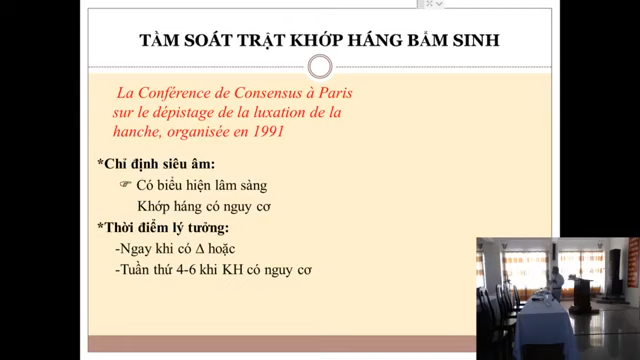 TẦM SOÁT TRẬT KHỚP HÁNG BẨM SINH
La Conférence de Consensus à Paris
sur le dépistage de la luxation de la
hanche, organisée en 1991
*Chỉ định siêu âm:
☞ Có biểu hiện lâm sàng
Khớp háng có nguy cơ
*Thời điểm lý tưởng:
-Ngay khi có Δ hoặc
-Tuần thứ 4-6 khi KH có nguy cơ